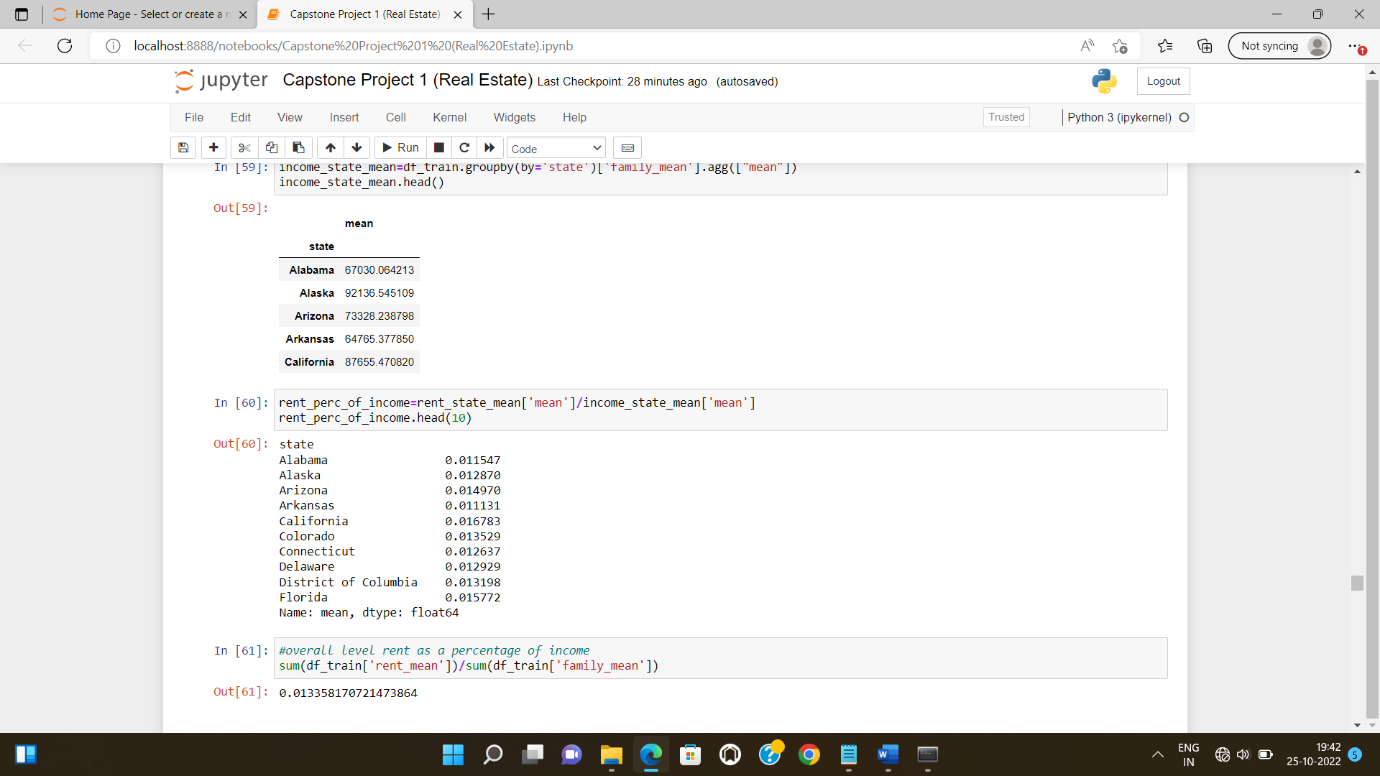 Home Page - Select or create a n
Capstone Project 1 (Real Estate)
localhost:8888/notebooks/Capstone%20Project%201%20(Real%20Estate).ipynb
Not syncing
jupyter Capstone Project 1 (Real Estate) Last Checkpoint: 28 minutes ago (autosaved)
Logout
File Edit View Insert Cell Kernel Widgets Help
Trusted
Python 3 (ipykernel)
Run
Code
In [59]: income_state_mean=df_train.groupby(by='state')['family_mean'].agg(["mean"])
income_state_mean.head()
Out[59]:
mean
state
Alabama 67030.064213
Alaska 92136.545109
Arizona 73328.238798
Arkansas 64765.377850
California 87655.470820
In [60]: rent_perc_of_income=rent_state_mean['mean']/income_state_mean['mean']
rent_perc_of_income.head(10)
Out[60]: state
Alabama 0.011547
Alaska 0.012870
Arizona 0.014970
Arkansas 0.011131
California 0.016783
Colorado 0.013529
Connecticut 0.012637
Delaware 0.012929
District of Columbia 0.013198
Florida 0.015772
Name: mean, dtype: float64
In [61]: #overall level rent as a percentage of income
sum(df_train['rent_mean'])/sum(df_train['family_mean'])
Out[61]: 0.013358170721473864
ENG
IN
19:42
25-10-2022
5